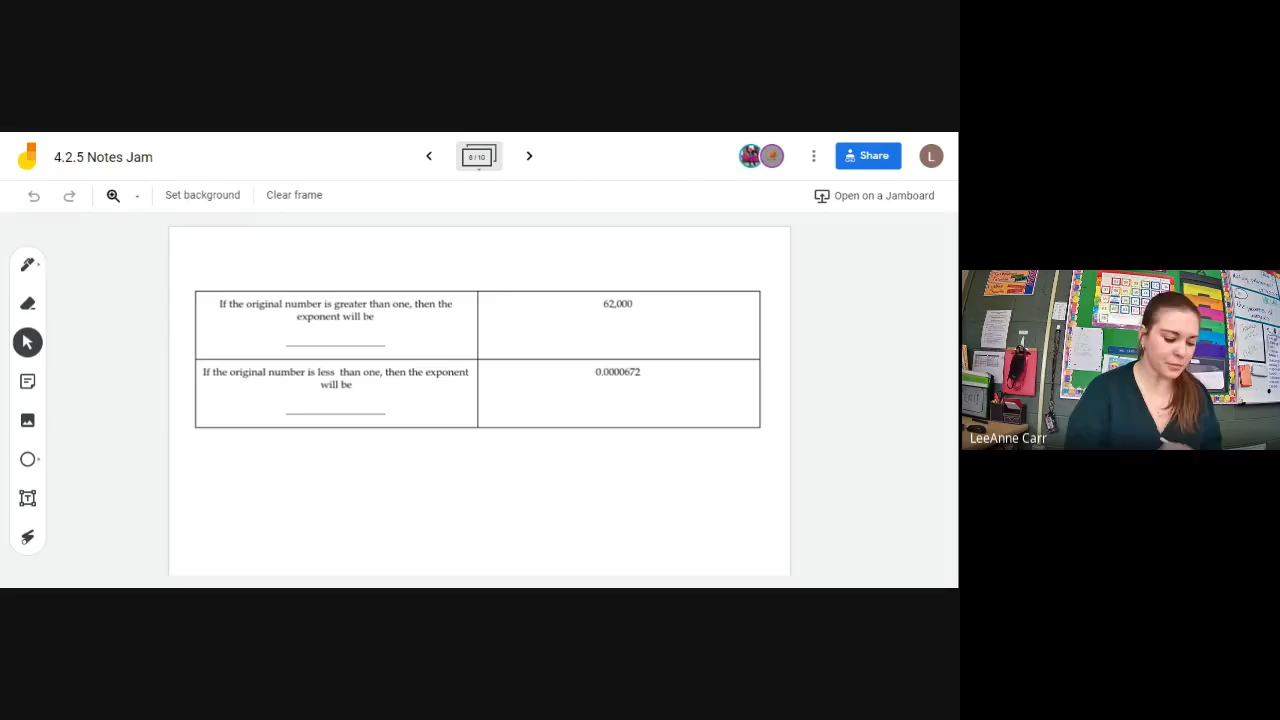 4.2.5 Notes Jam
8 / 10
Share
L
Set background
Clear frame
Open on a Jamboard
If the original number is greater than one, then the
exponent will be
62,000
If the original number is less than one, then the exponent
will be
0.0000672
T
LeeAnne Carr